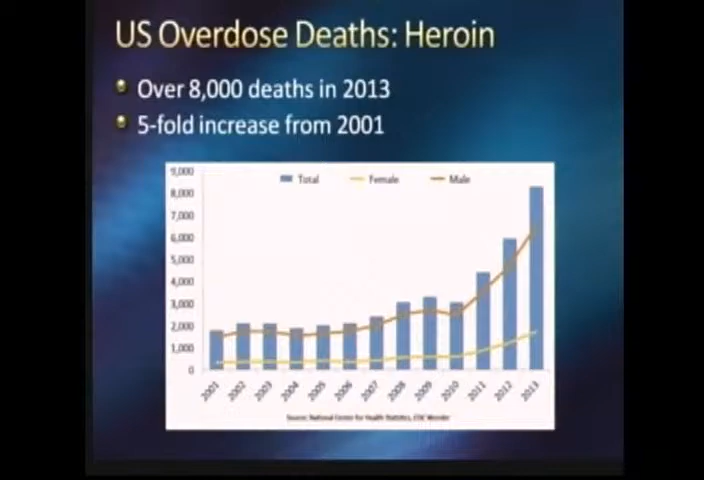 US Overdose Deaths: Heroin
Over 8,000 deaths in 2013
5-fold increase from 2001
9,000
Total Female Male
8,000
7,000
6,000
5,000
4,000
3,000
2,000
1,000
0
2001 2002 2003 2004 2005 2006 2007 2008 2009 2010 2011 2012 2013
Source: National Center for Health Statistics, CDC Wonder